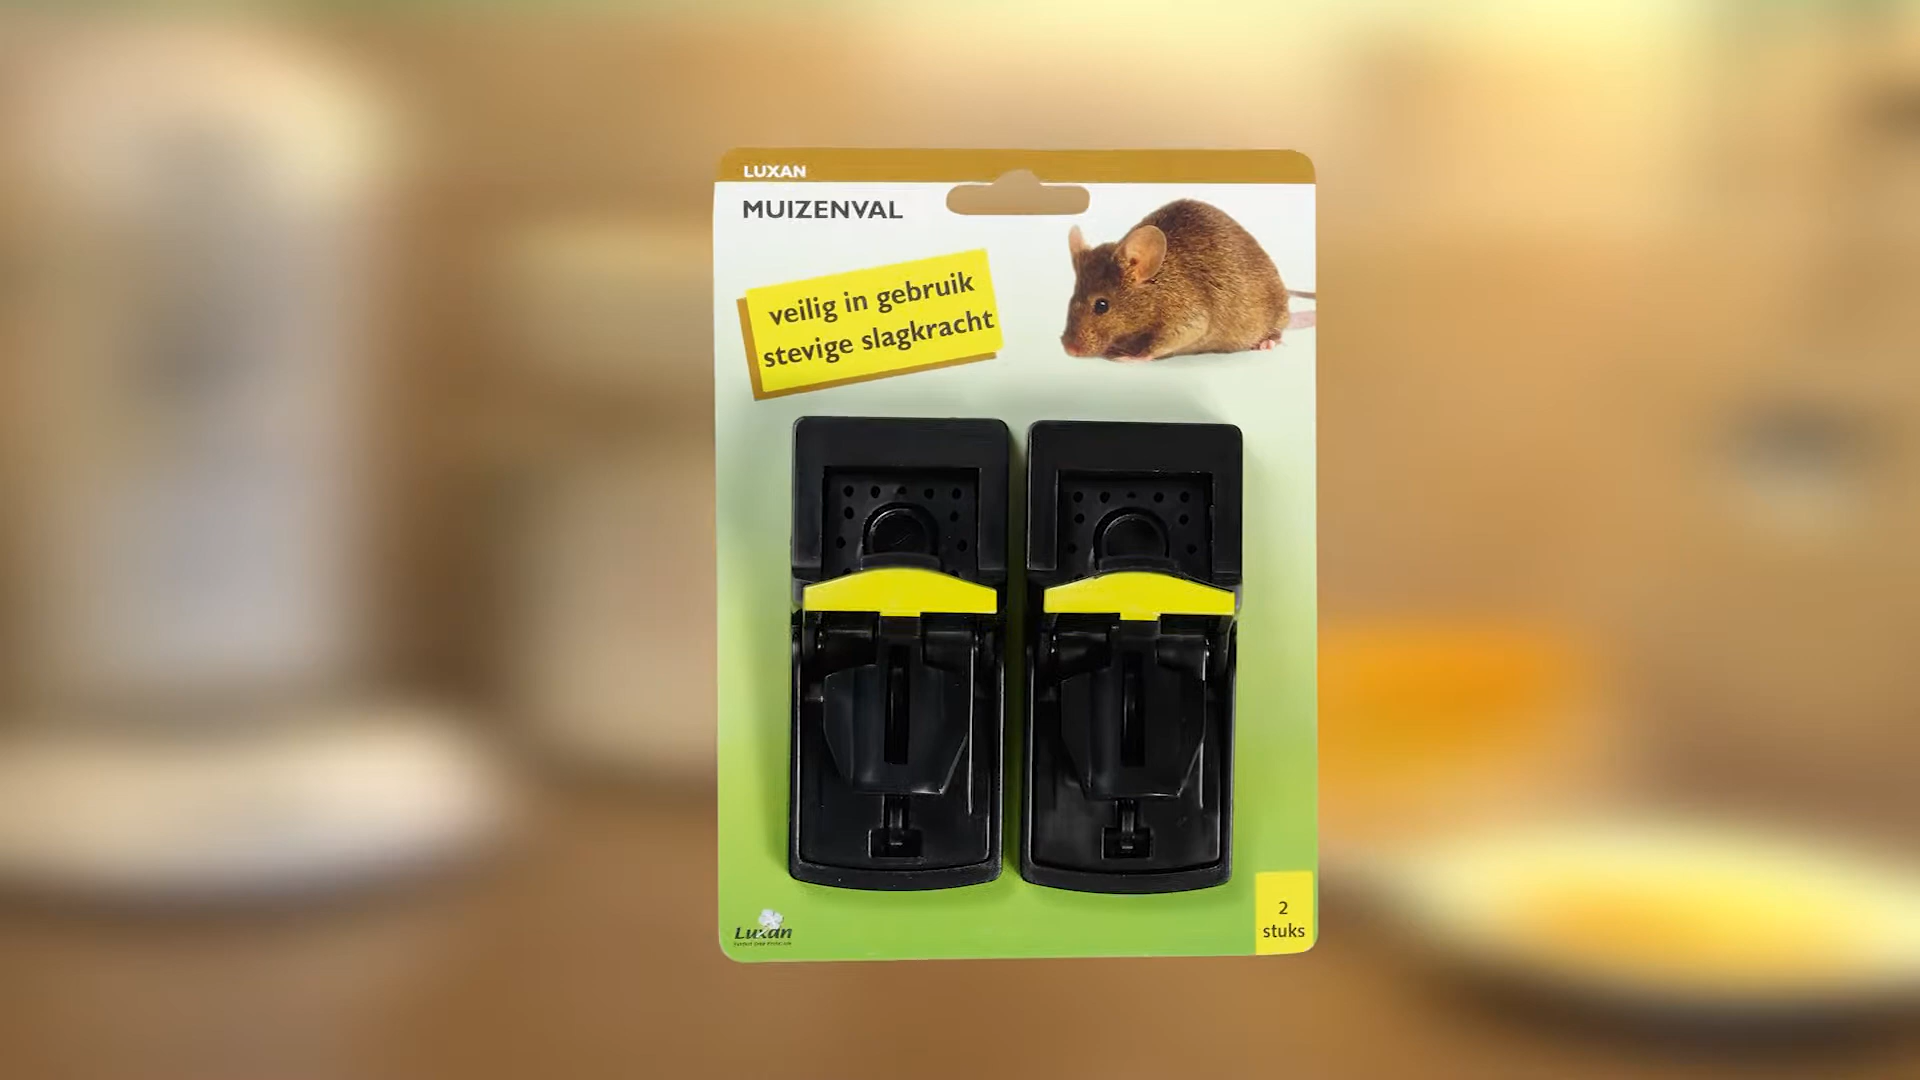 LUXAN
MUIZENVAL
veilig in gebruik
stevige slagkracht
Luxan
2
stuks